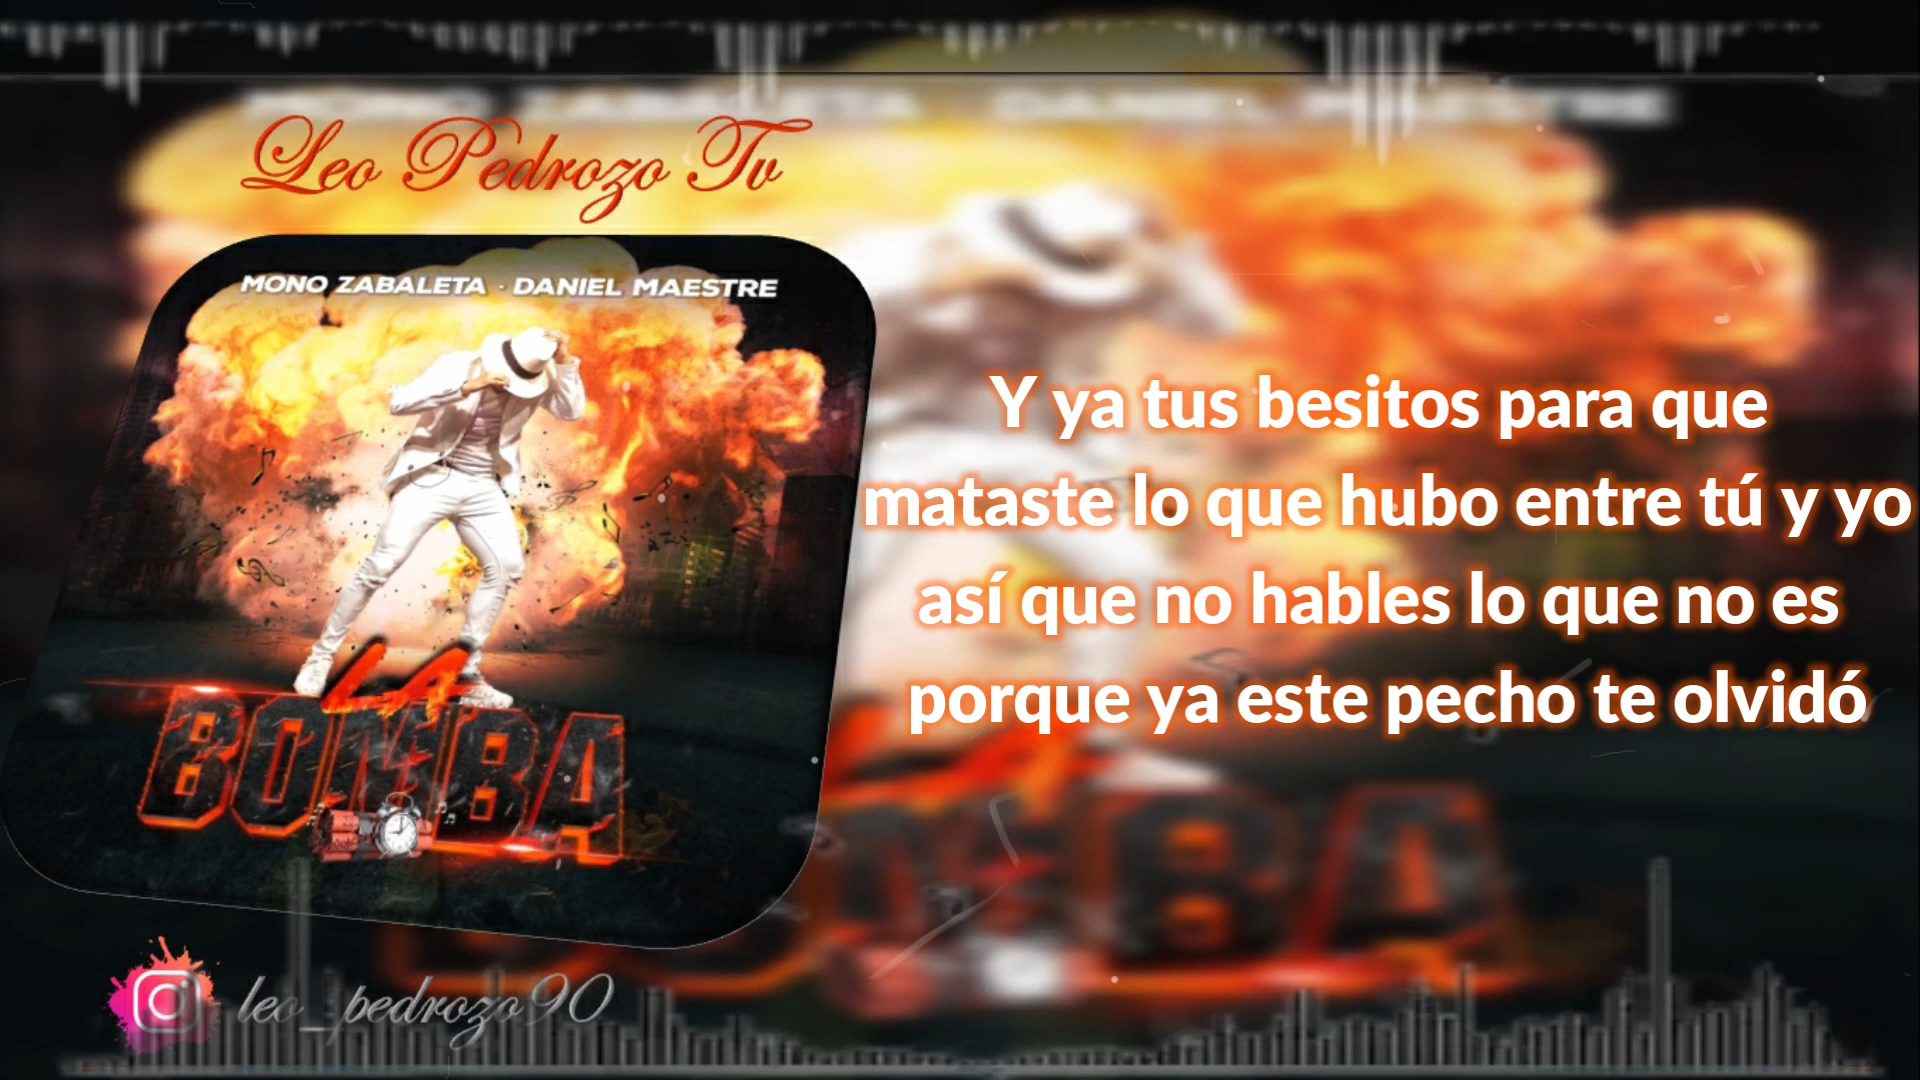 Leo Pedrozo Tv
MONO ZABALETA · DANIEL MAESTRE
LA
BOMBA
Y ya tus besitos para que
mataste lo que hubo entre tú y yo
así que no hables lo que no es
porque ya este pecho te olvidó
leo_pedrozo90